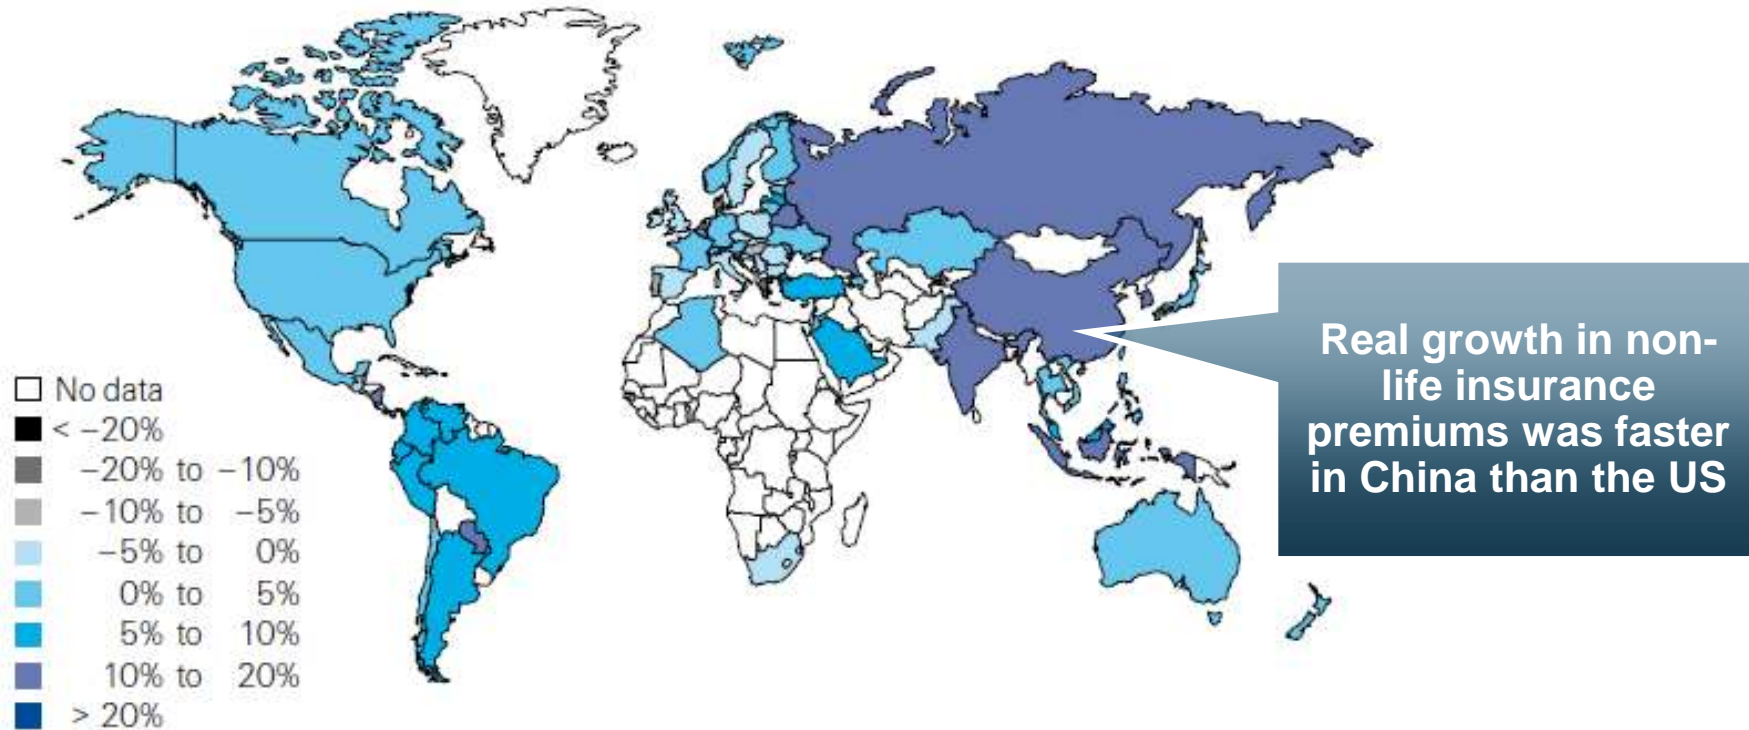 No data
< −20%
−20% to −10%
−10% to −5%
−5% to 0%
0% to 5%
5% to 10%
10% to 20%
> 20%
Real growth in non-
life insurance
premiums was faster
in China than the US